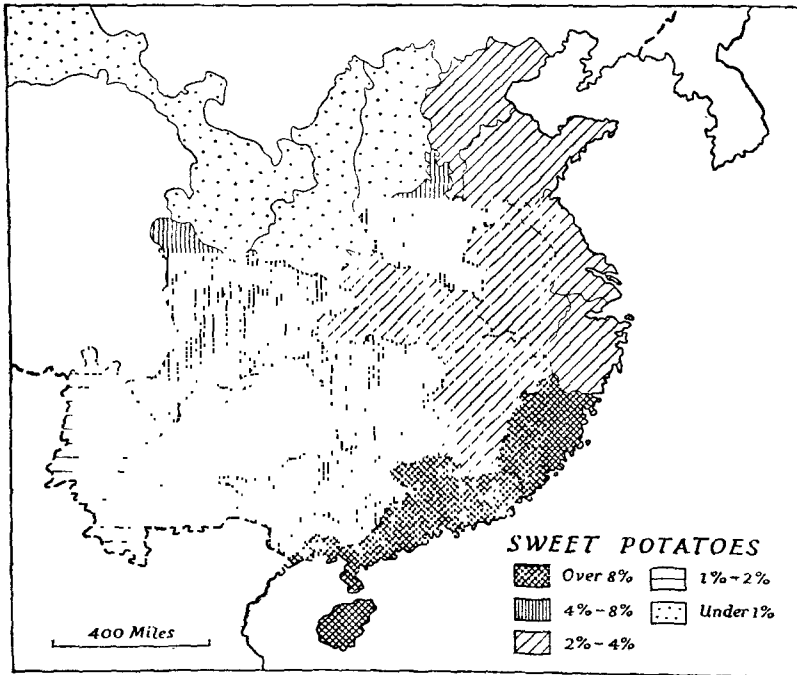 SWEET POTATOES
Over 8%
1%-2%
4%-8%
Under 1%
2%-4%
400 Miles